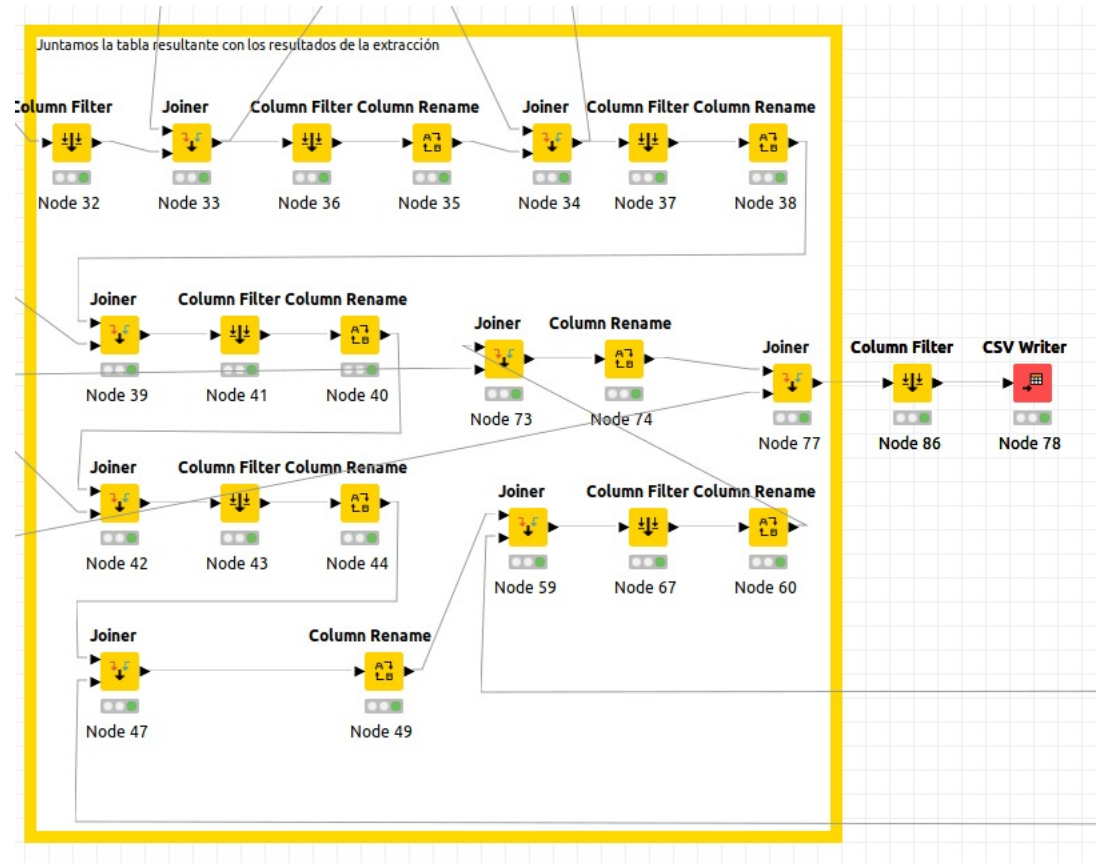 Juntamos la tabla resultante con los resultados de la extracción
Column Filter Joiner Column Filter Column Rename Joiner Column Filter Column Rename
Node 32 Node 33 Node 36 Node 35 Node 34 Node 37 Node 38
Joiner Column Filter Column Rename
Node 39 Node 41 Node 40
Joiner Column Rename
Node 73 Node 74
Joiner Column Filter CSV Writer
Node 77 Node 86 Node 78
Joiner Column Filter Column Rename
Node 42 Node 43 Node 44
Joiner Column Filter Column Rename
Node 59 Node 67 Node 60
Joiner Column Rename
Node 47 Node 49